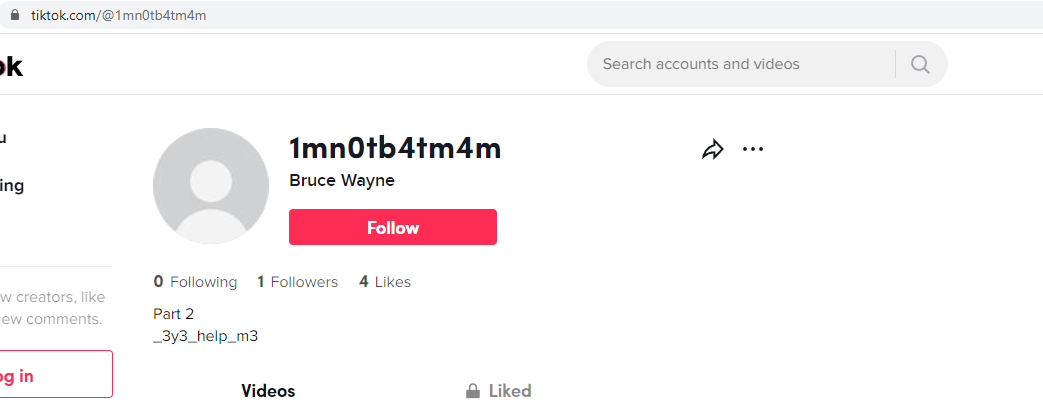 tiktok.com/@1mn0tb4tm4m
ok
Search accounts and videos
1mn0tb4tm4m
Bruce Wayne
Follow
0 Following 1 Followers 4 Likes
Part 2
_3y3_help_m3
Videos Liked
u
ing
w creators, like
ew comments.
og in